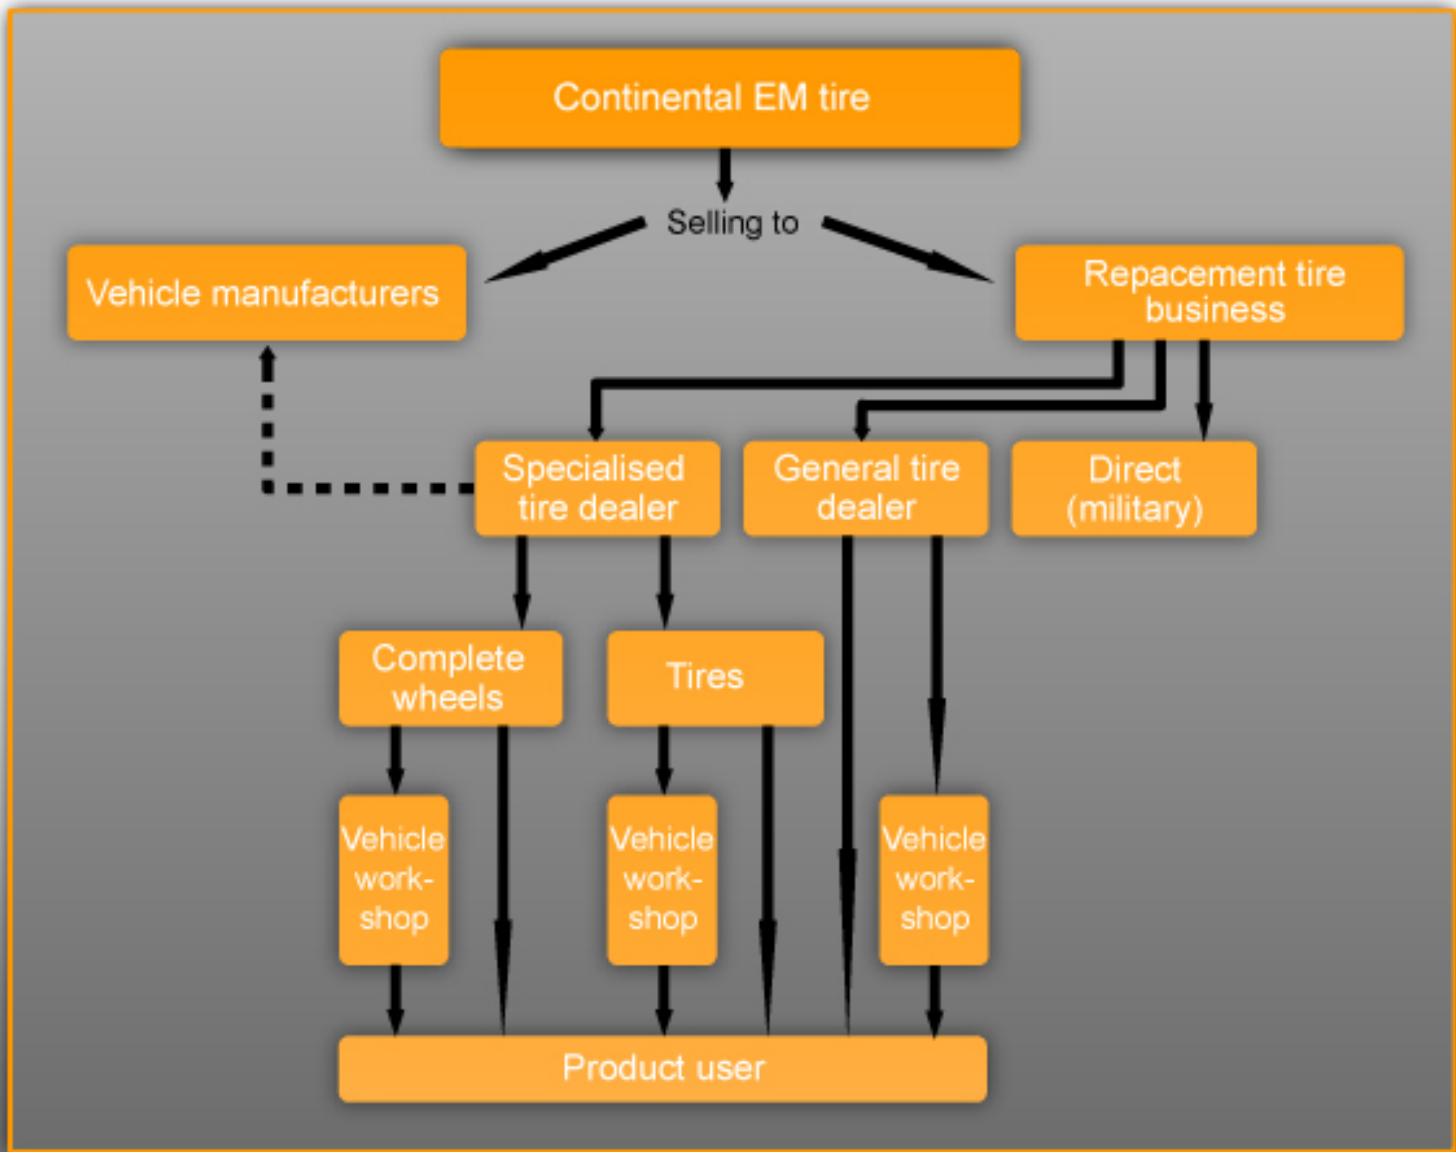 Continental EM tire
Selling to
Vehicle manufacturers
Repacement tire
business
Specialised
tire dealer
General tire
dealer
Direct
(military)
Complete
wheels
Tires
Vehicle
work-
shop
Vehicle
work-
shop
Vehicle
work-
shop
Product user